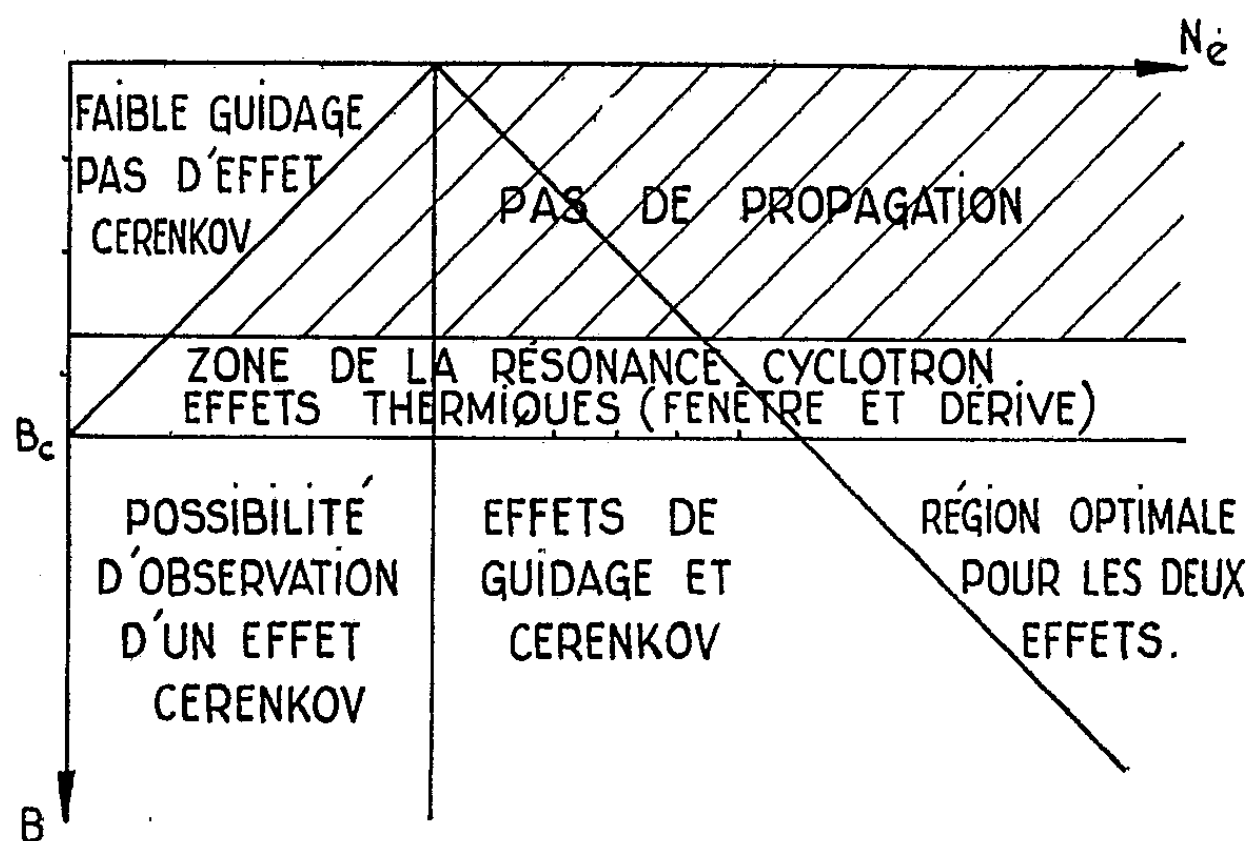 Nė
FAIBLE GUIDAGE
PAS D'EFFET
CERENKOV
PAS DE PROPAGATION
ZONE DE LA RÉSONANCE CYCLOTRON
EFFETS THERMIQUES (FENÊTRE ET DÉRIVE)
Bc
POSSIBILITÉ
D'OBSERVATION
D'UN EFFET
CERENKOV
EFFETS DE
GUIDAGE ET
CERENKOV
RÉGION OPTIMALE
POUR LES DEUX
EFFETS.
B